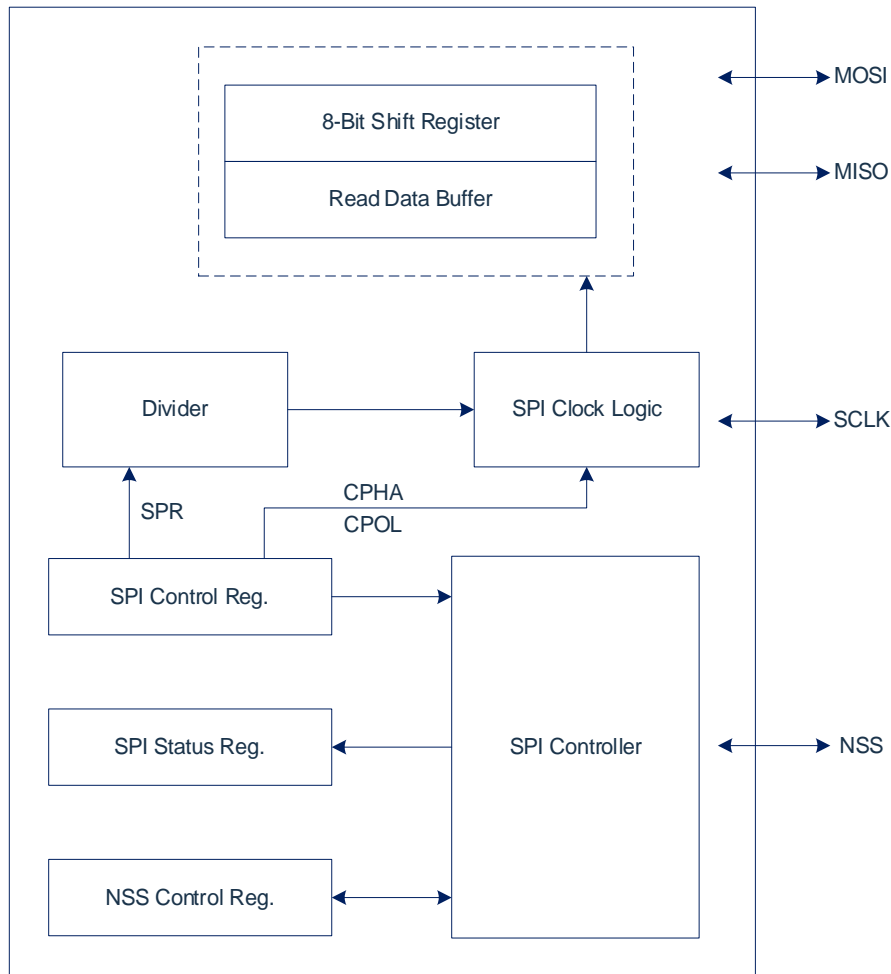 MOSI
8-Bit Shift Register
MISO
Read Data Buffer
Divider
SPI Clock Logic
SCLK
CPHA
SPR
CPOL
SPI Control Reg.
SPI Status Reg.
SPI Controller
NSS
NSS Control Reg.